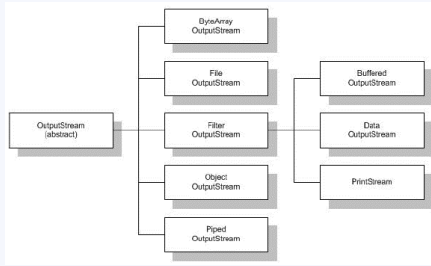 ByteArray
OutputStream
File
OutputStream
Buffered
OutputStream
OutputStream
(abstract)
Filter
OutputStream
Data
OutputStream
Object
OutputStream
PrintStream
Piped
OutputStream